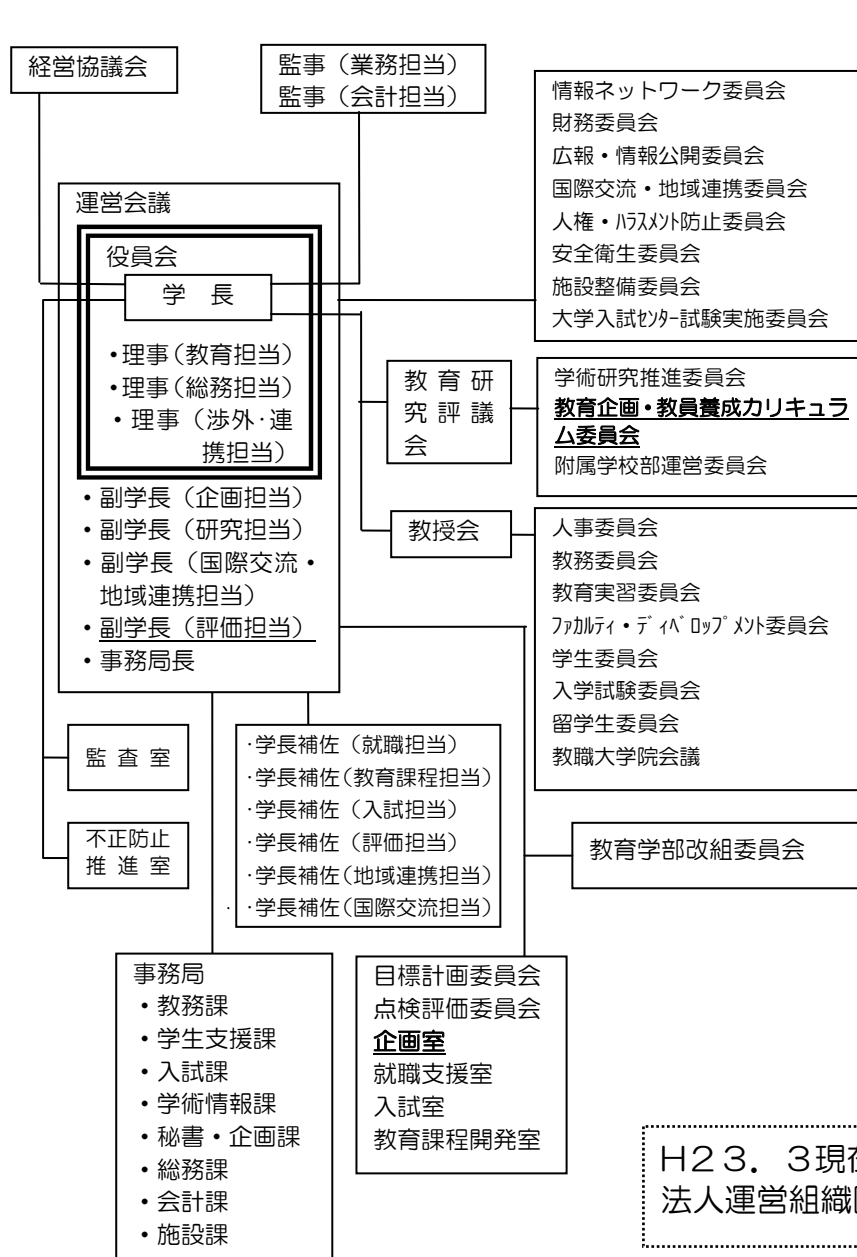 経営協議会
監事（業務担当）
監事（会計担当）
情報ネットワーク委員会
財務委員会
広報・情報公開委員会
国際交流・地域連携委員会
人権・ﾊﾗｽﾒﾝﾄ防止委員会
安全衛生委員会
施設整備委員会
大学入試ｾﾝﾀｰ試験実施委員会
運営会議
役員会
学　長
・理事（教育担当）
・理事（総務担当）
・理事（渉外･連
携担当）
・副学長（企画担当）
・副学長（研究担当）
・副学長（国際交流・
地域連携担当）
・副学長（評価担当）
・事務局長
教 育 研
究 評 議
会
学術研究推進委員会
教育企画・教員養成カリキュラ
ム委員会
附属学校部運営委員会
教授会
人事委員会
教務委員会
教育実習委員会
ﾌｧｶﾙﾃｨ・ﾃﾞｨﾍﾞﾛｯﾌﾟﾒﾝﾄ委員会
学生委員会
入学試験委員会
留学生委員会
教職大学院会議
監 査 室
不正防止
推 進 室
･学長補佐（就職担当）
･学長補佐（教育課程担当）
･学長補佐（入試担当）
･学長補佐（評価担当）
･学長補佐（地域連携担当）
･ ･学長補佐（国際交流担当）
教育学部改組委員会
事務局
・教務課
・学生支援課
・入試課
・学術情報課
・秘書・企画課
・総務課
・会計課
・施設課
目標計画委員会
点検評価委員会
企画室
就職支援室
入試室
教育課程開発室
H２３．３現在
法人運営組織図